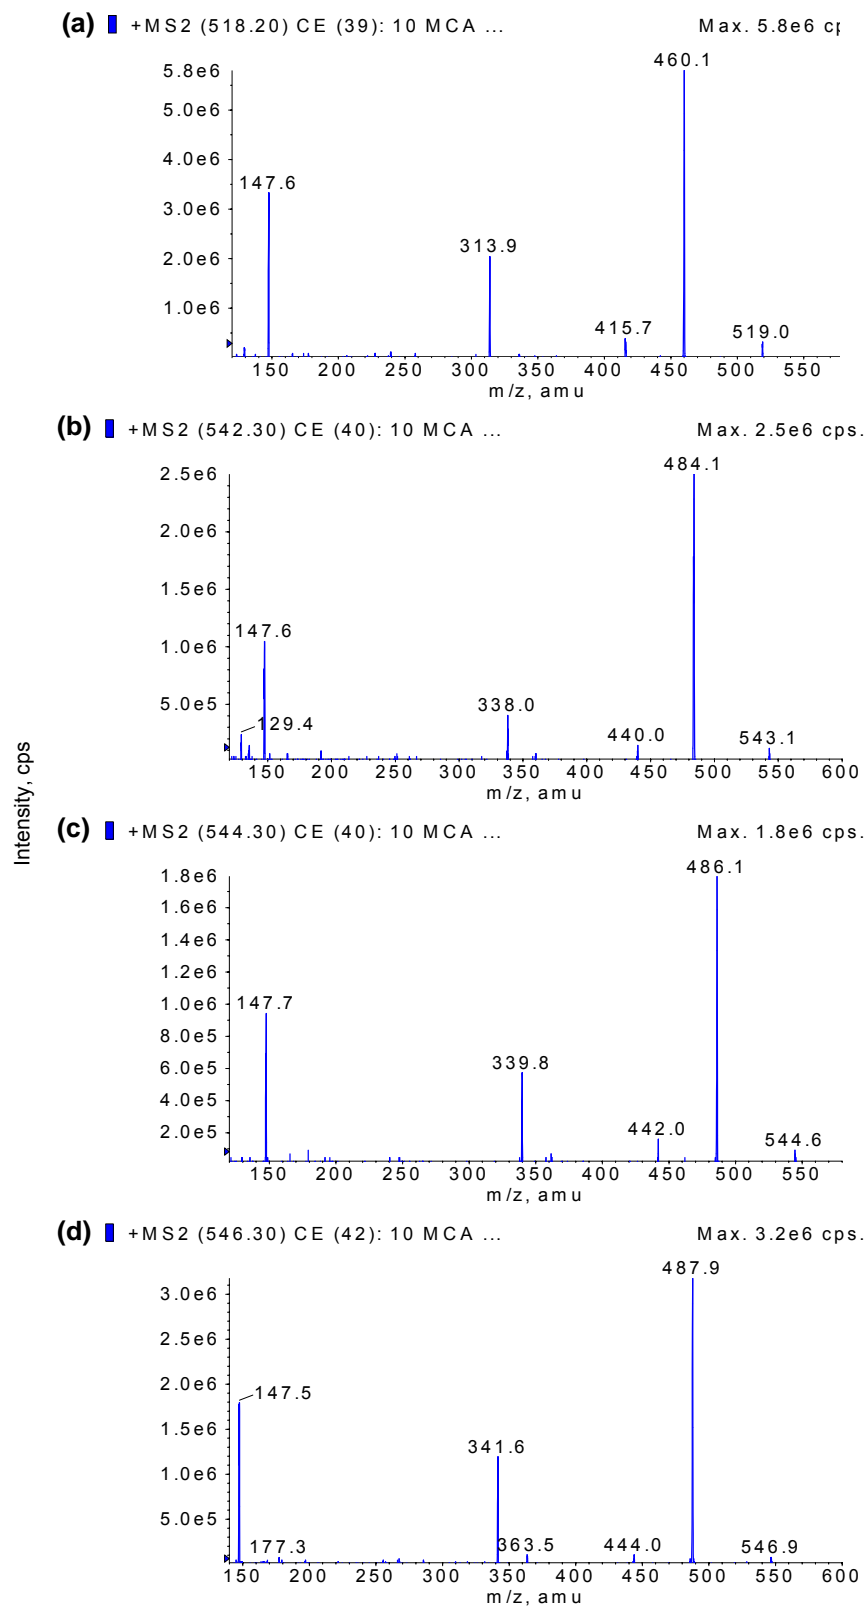 (a) +MS2 (518.20) CE (39): 10 MCA ... Max. 5.8e6 cp
460.1
5.8e6
5.0e6
4.0e6
147.6
3.0e6
313.9
2.0e6
1.0e6
415.7
519.0
150 200 250 300 350 400 450 500 550
m/z, amu
(b) +MS2 (542.30) CE (40): 10 MCA ... Max. 2.5e6 cps.
484.1
2.5e6
2.0e6
1.5e6
147.6
1.0e6
338.0
5.0e5
129.4
440.0
543.1
150 200 250 300 350 400 450 500 550 600
m/z, amu
Intensity, cps
(c) +MS2 (544.30) CE (40): 10 MCA ... Max. 1.8e6 cps.
486.1
1.8e6
1.6e6
1.4e6
1.2e6
147.7
1.0e6
8.0e5
339.8
6.0e5
4.0e5
442.0
544.6
2.0e5
150 200 250 300 350 400 450 500 550
m/z, amu
(d) +MS2 (546.30) CE (42): 10 MCA ... Max. 3.2e6 cps.
487.9
3.0e6
2.5e6
2.0e6
147.5
1.5e6
341.6
1.0e6
5.0e5
177.3
363.5
444.0
546.9
150 200 250 300 350 400 450 500 550 600
m/z, amu